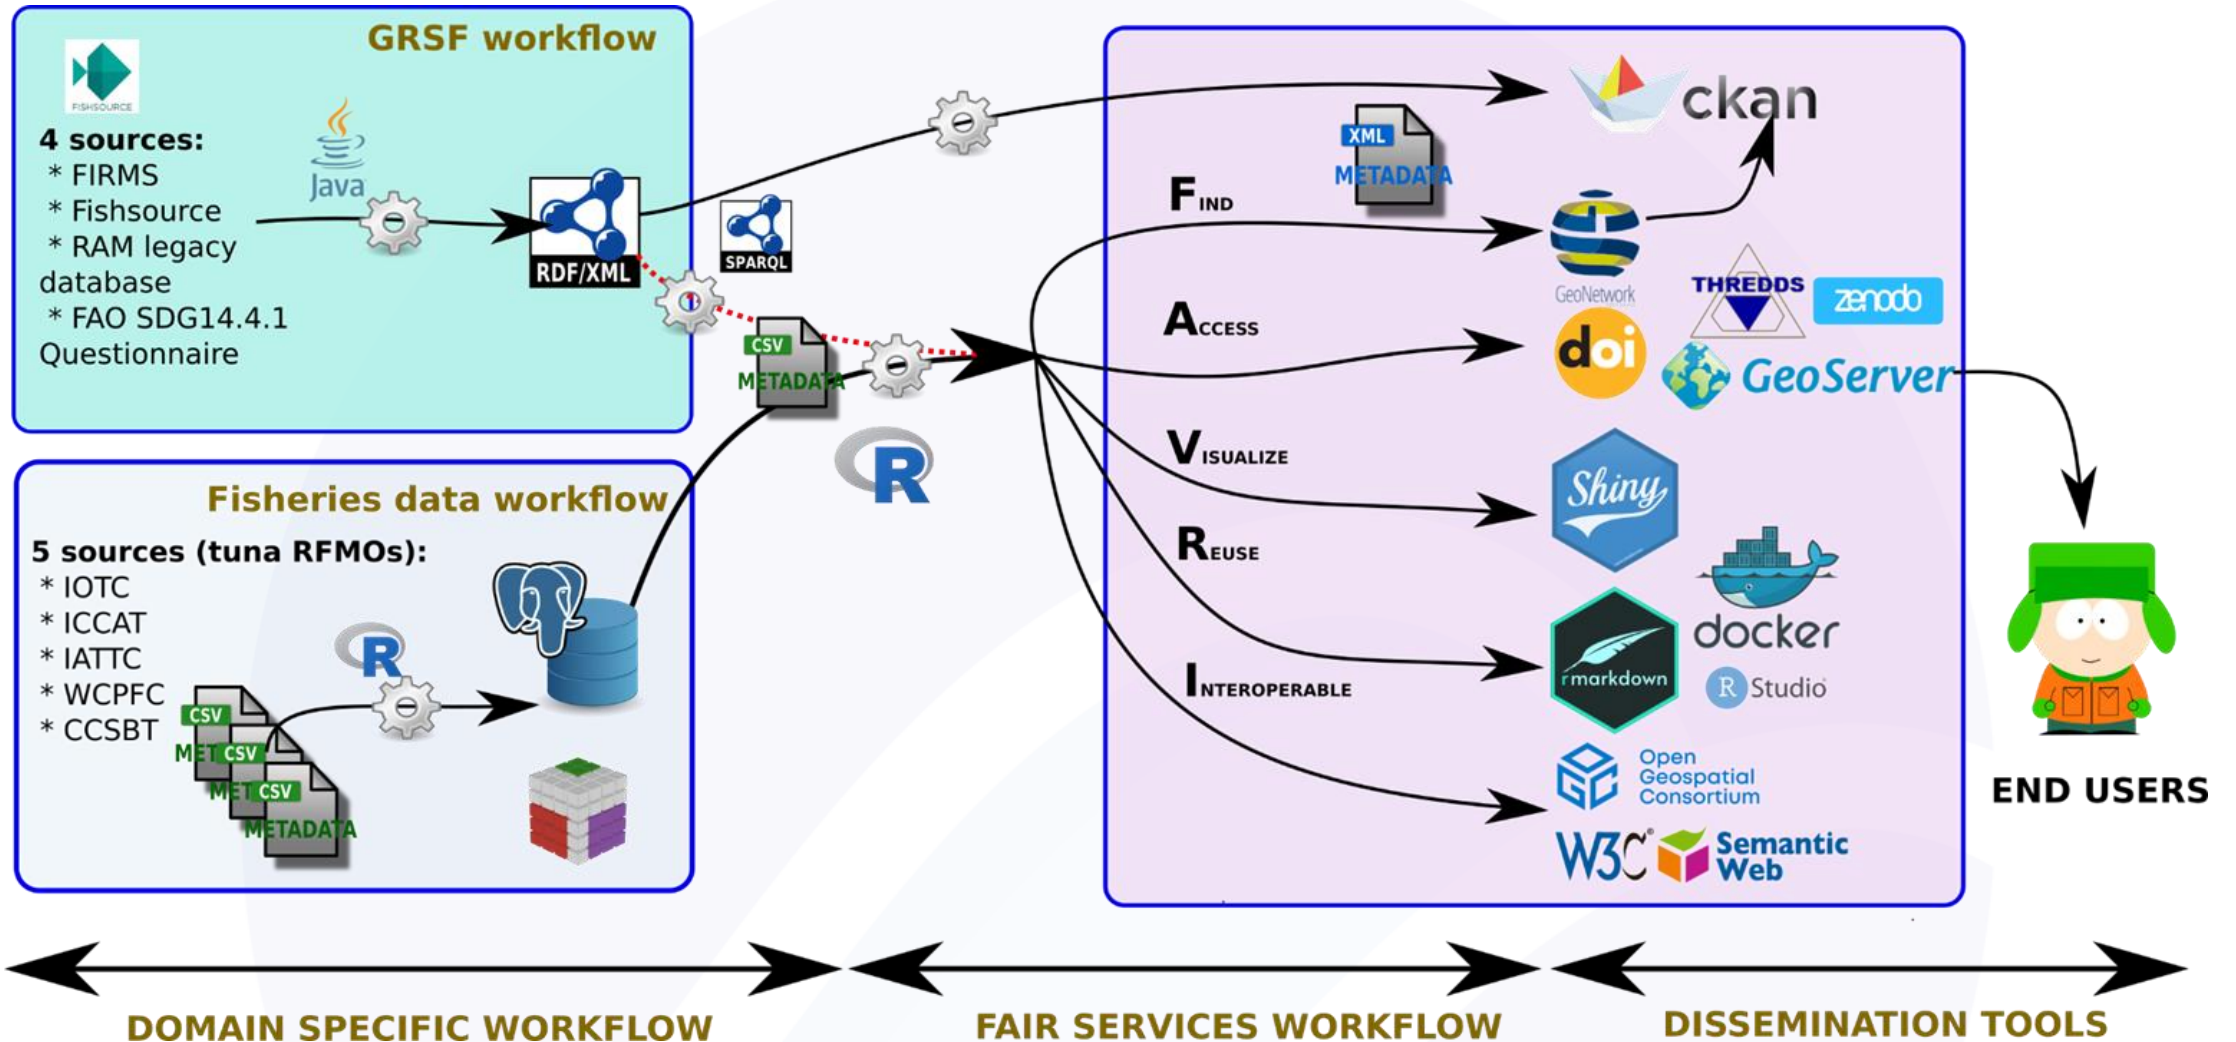 GRSF workflow
FISHSOURCE
4 sources:
* FIRMS
* Fishsource
* RAM legacy
database
* FAO SDG14.4.1
Questionnaire
Java
RDF/XML
SPARQL
CSV
METADATA
R
Fisheries data workflow
5 sources (tuna RFMOs):
* IOTC
* ICCAT
* IATTC
* WCPFC
* CCSBT
R
CSV
MET
CSV
MET
CSV
METADATA
XML
METADATA
FIND
ACCESS
VISUALIZE
REUSE
INTEROPERABLE
ckan
GeoNetwork
THREDDS
zenodo
doi
GeoServer
Shiny
docker
rmarkdown
R Studio
OGC
Open
Geospatial
Consortium
W3C®
Semantic
Web
END USERS
DOMAIN SPECIFIC WORKFLOW
FAIR SERVICES WORKFLOW
DISSEMINATION TOOLS